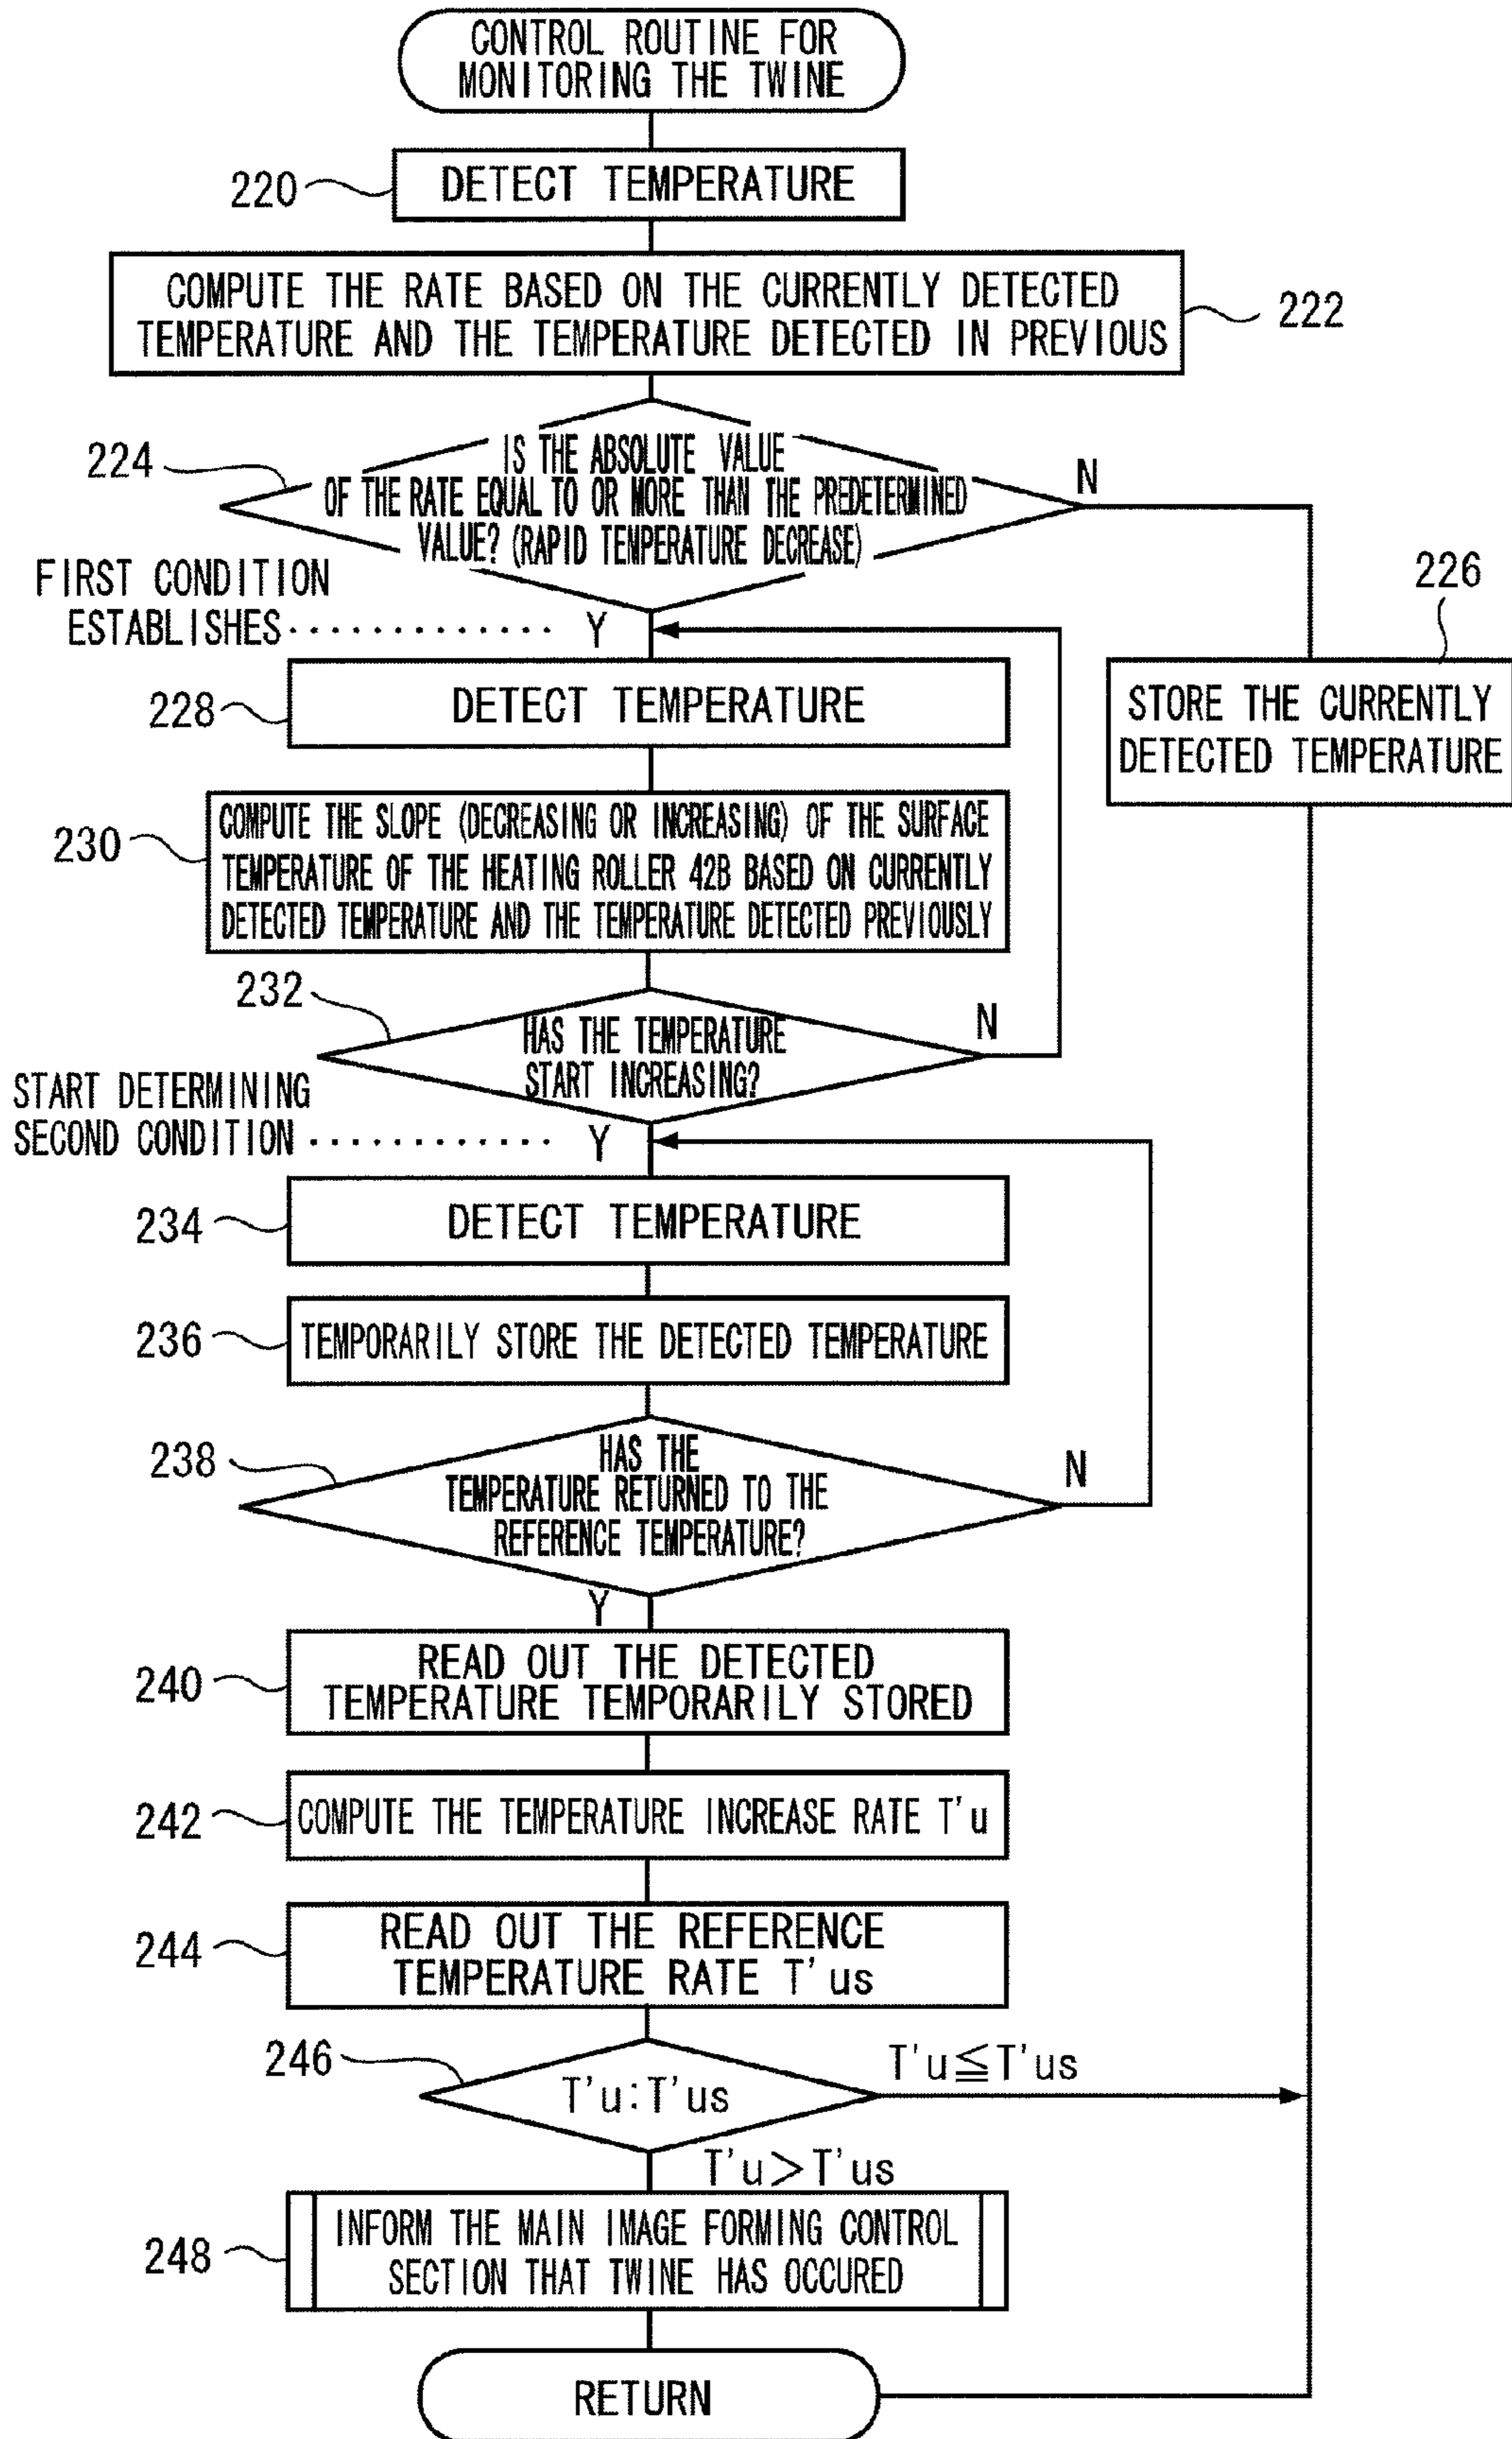 CONTROL ROUTINE FOR
MONITORING THE TWINE
220
DETECT TEMPERATURE
COMPUTE THE RATE BASED ON THE CURRENTLY DETECTED
TEMPERATURE AND THE TEMPERATURE DETECTED IN PREVIOUS
222
224
IS THE ABSOLUTE VALUE
OF THE RATE EQUAL TO OR MORE THAN THE PREDETERMINED
VALUE? (RAPID TEMPERATURE DECREASE)
N
FIRST CONDITION
ESTABLISHES
Y
226
STORE THE CURRENTLY
DETECTED TEMPERATURE
228
DETECT TEMPERATURE
230
COMPUTE THE SLOPE (DECREASING OR INCREASING) OF THE SURFACE
TEMPERATURE OF THE HEATING ROLLER 42B BASED ON CURRENTLY
DETECTED TEMPERATURE AND THE TEMPERATURE DETECTED PREVIOUSLY
232
HAS THE TEMPERATURE
START INCREASING?
N
START DETERMINING
SECOND CONDITION
Y
234
DETECT TEMPERATURE
236
TEMPORARILY STORE THE DETECTED TEMPERATURE
238
HAS THE
TEMPERATURE RETURNED TO THE
REFERENCE TEMPERATURE?
N
Y
240
READ OUT THE DETECTED
TEMPERATURE TEMPORARILY STORED
242
COMPUTE THE TEMPERATURE INCREASE RATE T'u
244
READ OUT THE REFERENCE
TEMPERATURE RATE T'us
246
T'u:T'us
T'u≦T'us
T'u>T'us
248
INFORM THE MAIN IMAGE FORMING CONTROL
SECTION THAT TWINE HAS OCCURED
RETURN